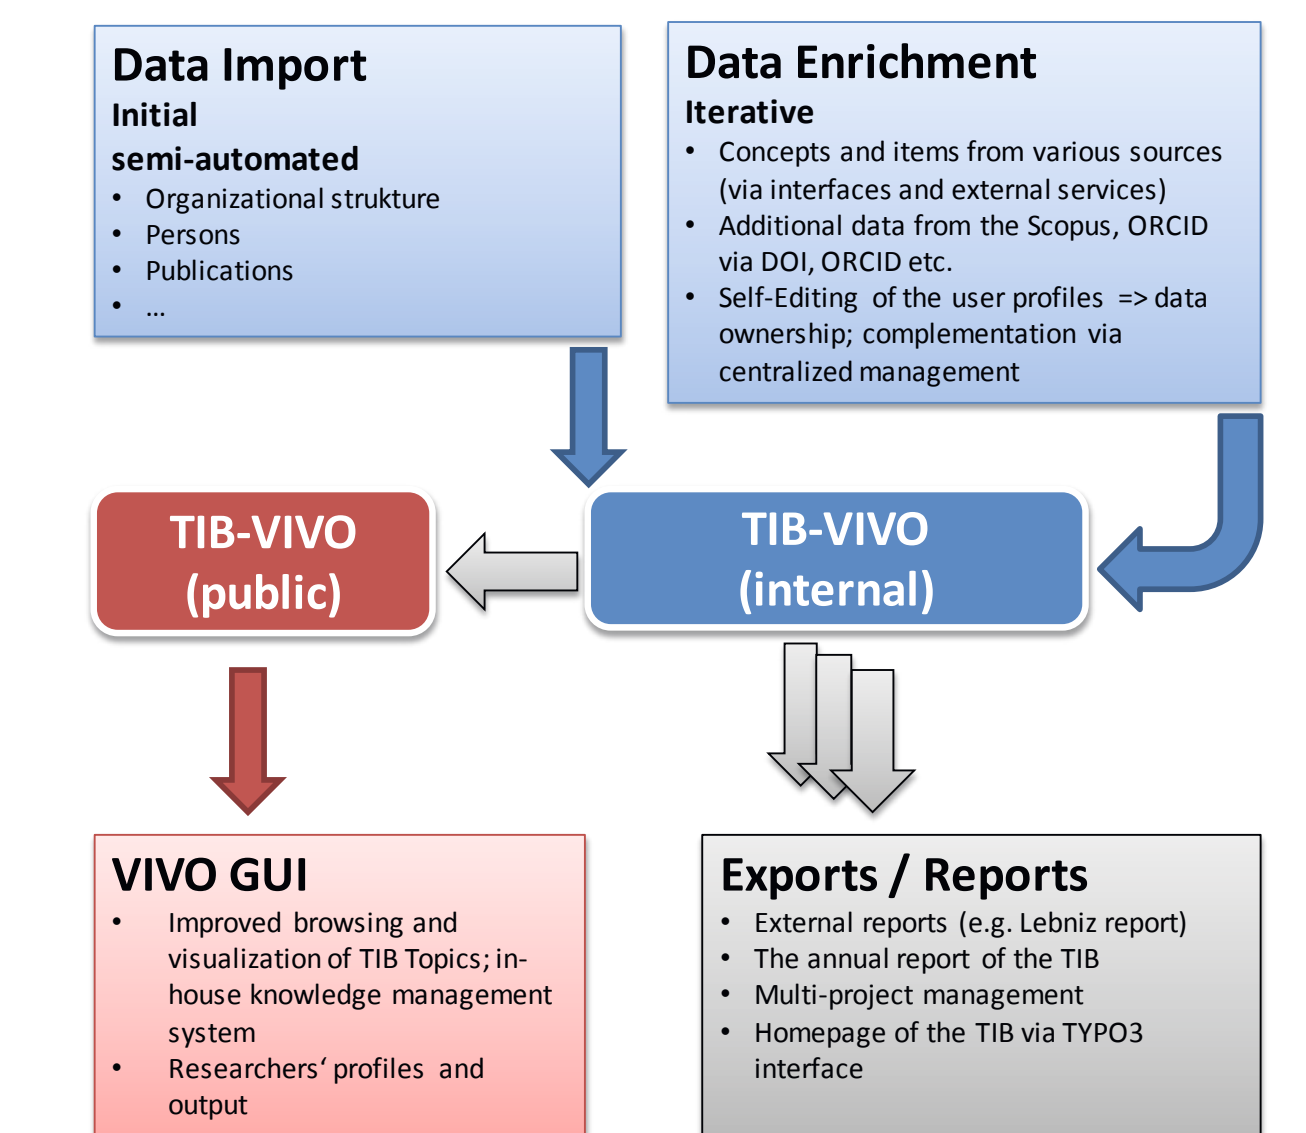 Data Import
Initial
semi-automated
• Organizational strukture
• Persons
• Publications
• ...
Data Enrichment
Iterative
• Concepts and items from various sources
(via interfaces and external services)
• Additional data from the Scopus, ORCID
via DOI, ORCID etc.
• Self-Editing of the user profiles => data
ownership; complementation via
centralized management
TIB-VIVO
(public)
TIB-VIVO
(internal)
VIVO GUI
• Improved browsing and
visualization of TIB Topics; in-
house knowledge management
system
• Researchers‘ profiles and
output
Exports / Reports
• External reports (e.g. Lebniz report)
• The annual report of the TIB
• Multi-project management
• Homepage of the TIB via TYPO3
interface